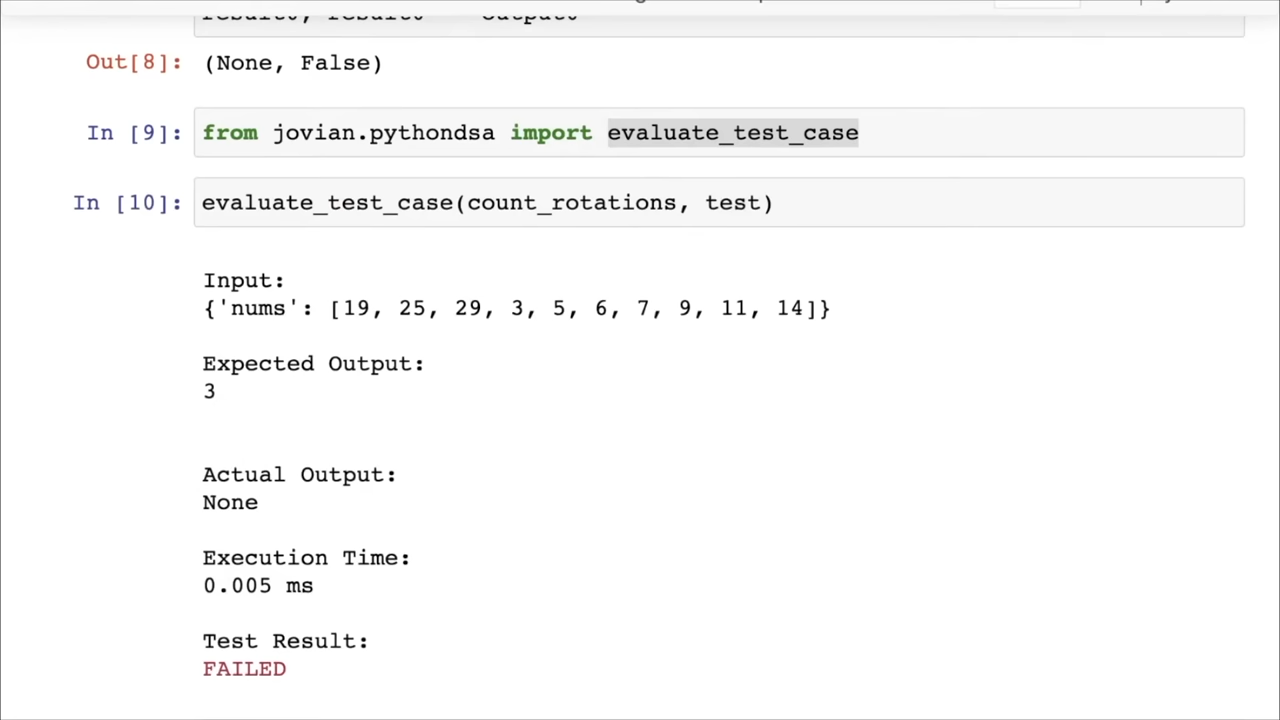 Out[8]: (None, False)
In [9]: from jovian.pythondsa import evaluate_test_case
In [10]: evaluate_test_case(count_rotations, test)
Input:
{'nums': [19, 25, 29, 3, 5, 6, 7, 9, 11, 14]}
Expected Output:
3
Actual Output:
None
Execution Time:
0.005 ms
Test Result:
FAILED